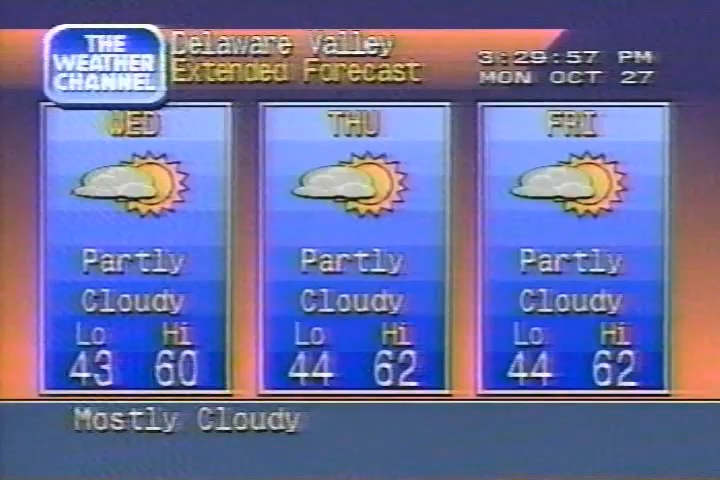 THE
WEATHER
CHANNEL
Delaware Valley
Extended Forecast
3:29:57 PM
MON OCT 27
WED THU FRI
Partly Partly Partly
Cloudy Cloudy Cloudy
Lo Hi Lo Hi Lo Hi
43 60 44 62 44 62
Mostly Cloudy